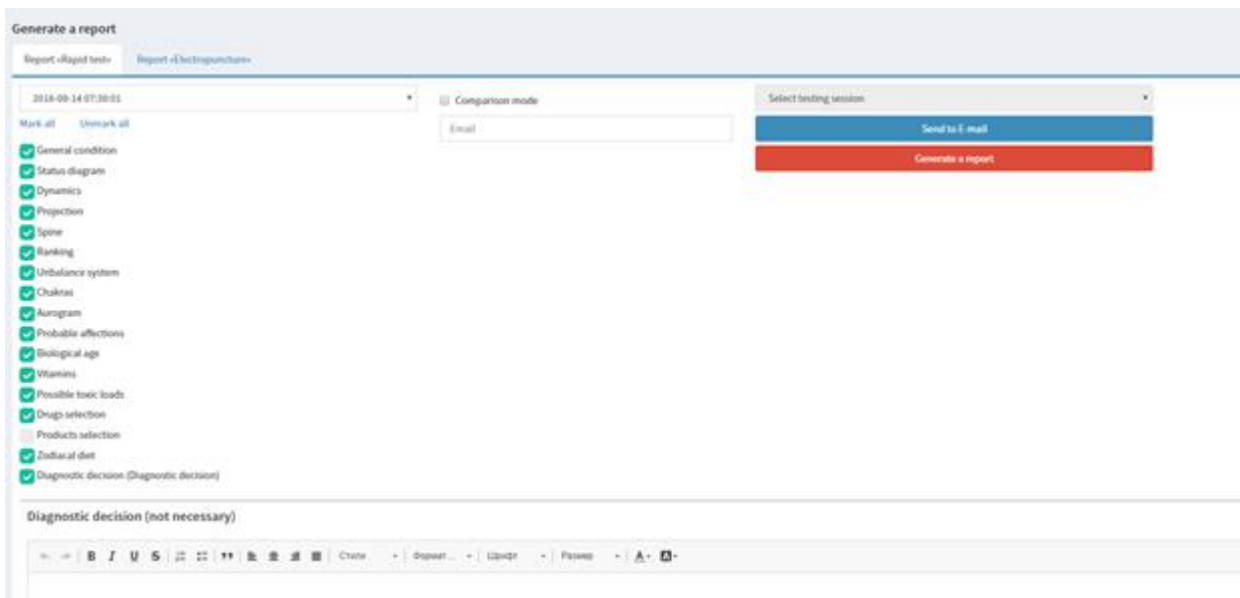 Generate a report
Report «Rapid test» Report «Electropuncture»
2016-09-14 07:39:01 Comparison mode Select testing session
Mark all Unmark all Email Send to E-mail
Generate a report
General condition
Status diagram
Dynamics
Projection
Spine
Ranking
Unbalance system
Chakras
Aurogram
Probable affections
Biological age
Vitamins
Possible toxic loads
Drugs selection
Products selection
Zodiacal diet
Diagnostic decision (Diagnostic decision)
Diagnostic decision (not necessary)
B I U S Стили Формат... Шрифт Размер A A